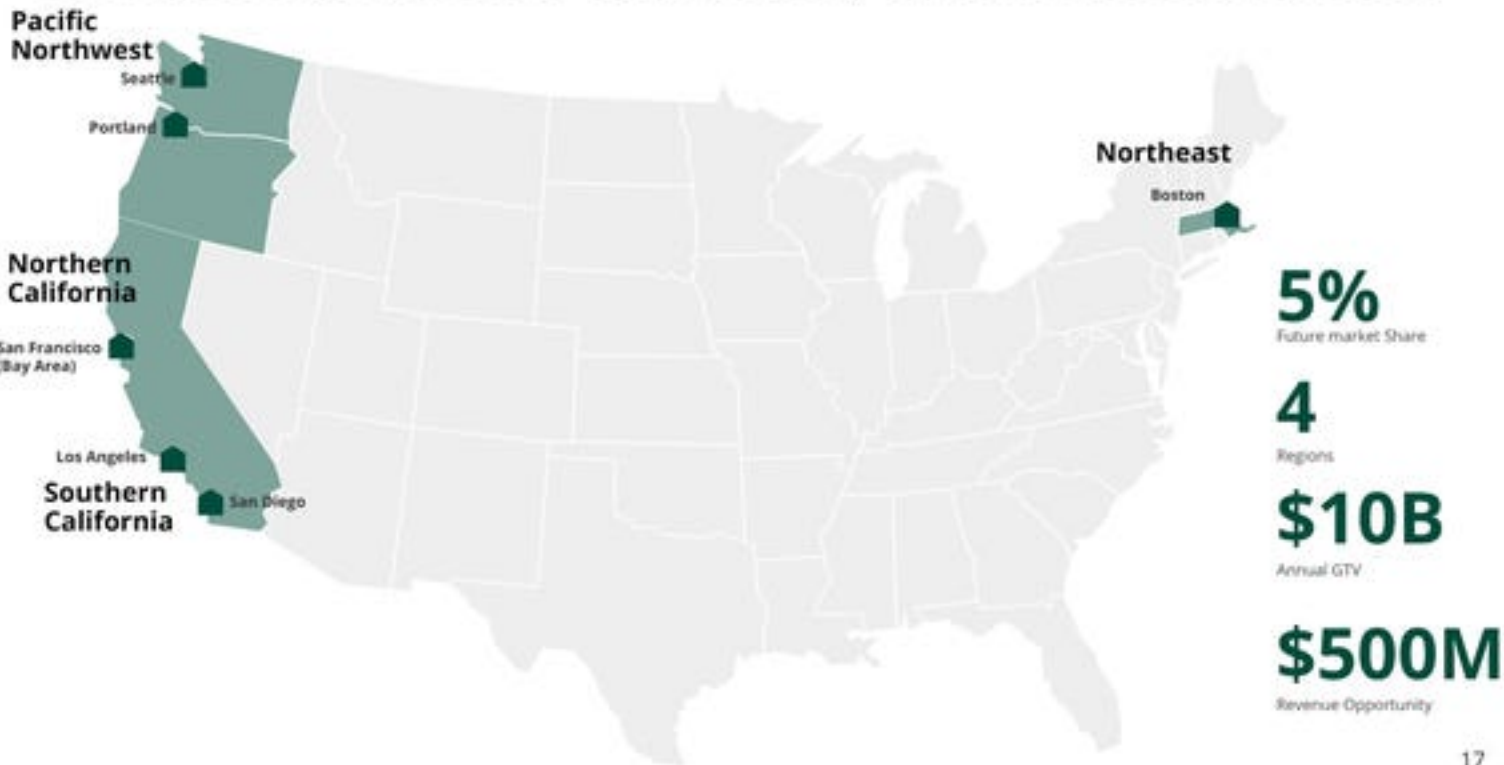 Pacific
Northwest
Seattle
Portland
Northern
California
San Francisco
(Bay Area)
Los Angeles
Southern
California
San Diego
Northeast
Boston
5%
Future market Share
4
Regions
$10B
Annual GTV
$500M
Revenue Opportunity
17